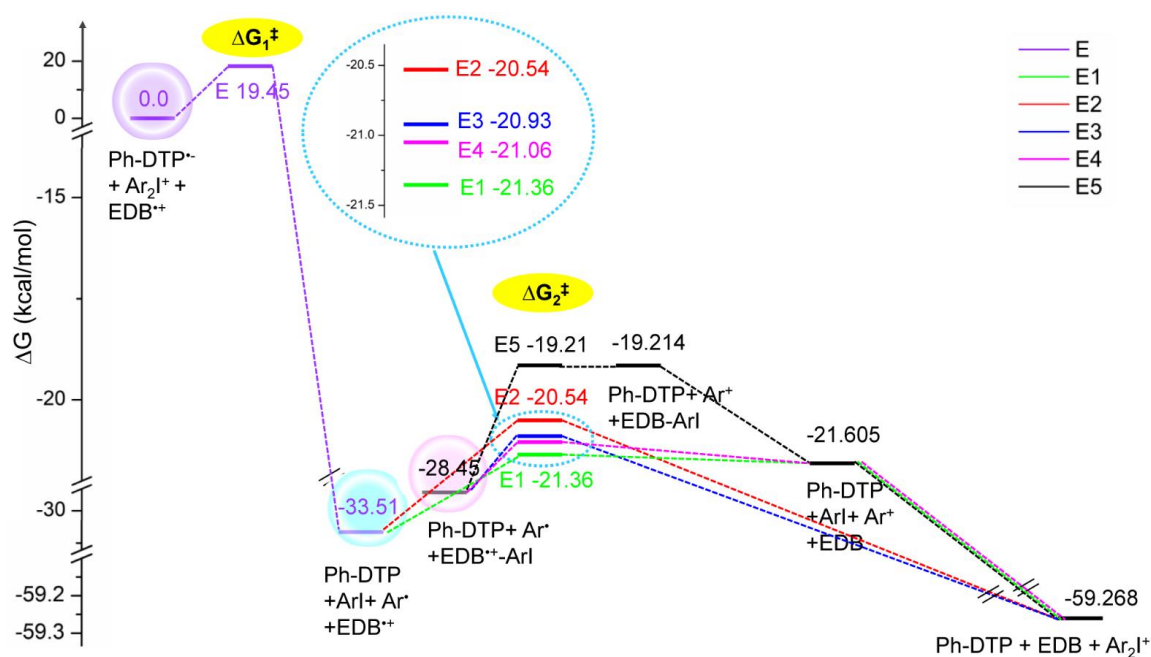 ΔG₁‡
20
0.0
E 19.45
0
Ph-DTP•-
+ Ar₂I⁺ +
EDB•+
-20.5
E2 -20.54
E3 -20.93
-21.0
E4 -21.06
E1 -21.36
-21.5
E
E1
E2
E3
E4
E5
ΔG (kcal/mol)
-15
ΔG₂‡
E5 -19.21
-19.214
Ph-DTP+ Ar⁺
+EDB-ArI
-20
E2 -20.54
-21.605
-28.45
E1 -21.36
Ph-DTP
+ArI+ Ar⁺
+EDB
-30
-33.51
Ph-DTP+ Ar•
+EDB•+-ArI
Ph-DTP
+ArI+ Ar•
+EDB•+
-59.2
-59.268
-59.3
Ph-DTP + EDB + Ar₂I⁺